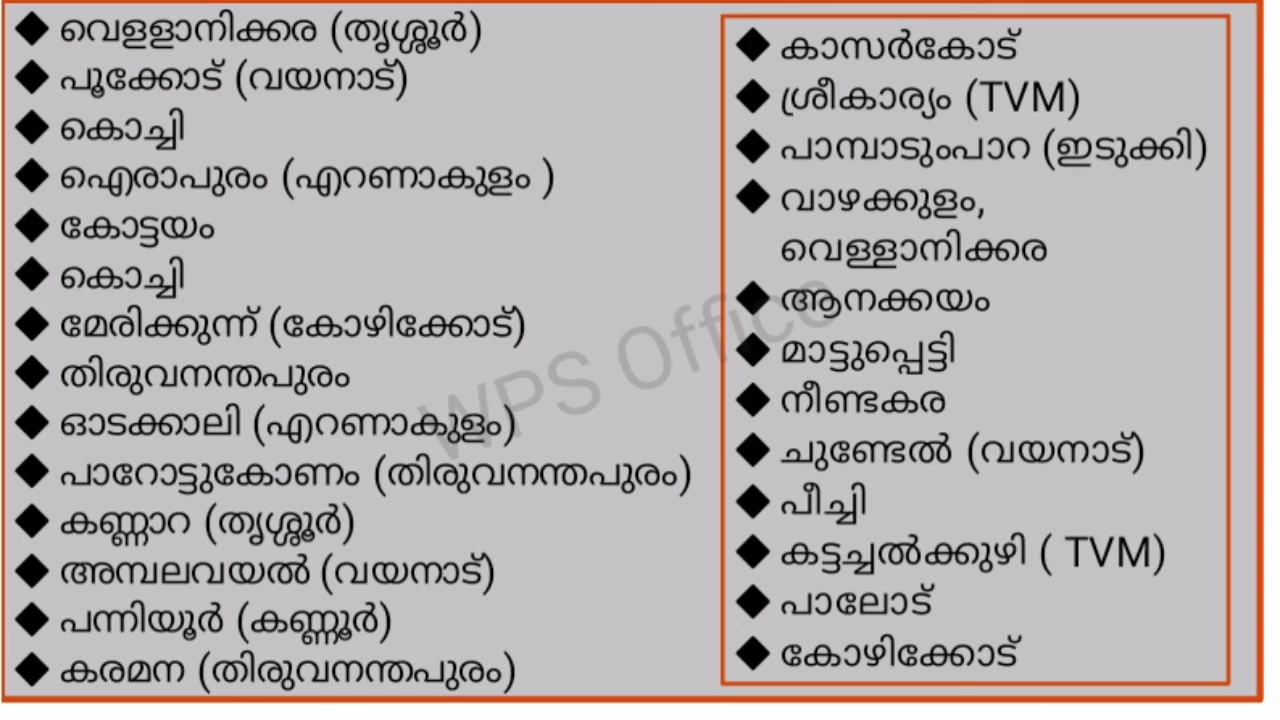 ◆ വെളളാനിക്കര (തൃശ്ശൂർ)
◆ പൂക്കോട് (വയനാട്)
◆ കൊച്ചി
◆ ഐരാപുരം (എറണാകുളം )
◆ കോട്ടയം
◆ കൊച്ചി
◆ മേരിക്കുന്ന് (കോഴിക്കോട്)
◆ തിരുവനന്തപുരം
◆ ഓടക്കാലി (എറണാകുളം)
◆ പാറോട്ടുകോണം (തിരുവനന്തപുരം)
◆ കണ്ണാറ (തൃശ്ശൂർ)
◆ അമ്പലവയൽ (വയനാട്)
◆ പന്നിയൂർ (കണ്ണൂർ)
◆ കരമന (തിരുവനന്തപുരം)
◆ കാസർകോട്
◆ ശ്രീകാര്യം (TVM)
◆ പാമ്പാടുംപാറ (ഇടുക്കി)
◆ വാഴക്കുളം,
വെള്ളാനിക്കര
◆ ആനക്കയം
◆ മാട്ടുപ്പെട്ടി
◆ നീണ്ടകര
◆ ചുണ്ടേൽ (വയനാട്)
◆ പീച്ചി
◆ കട്ടച്ചൽക്കുഴി ( TVM)
◆ പാലോട്
◆ കോഴിക്കോട്
WPS Office